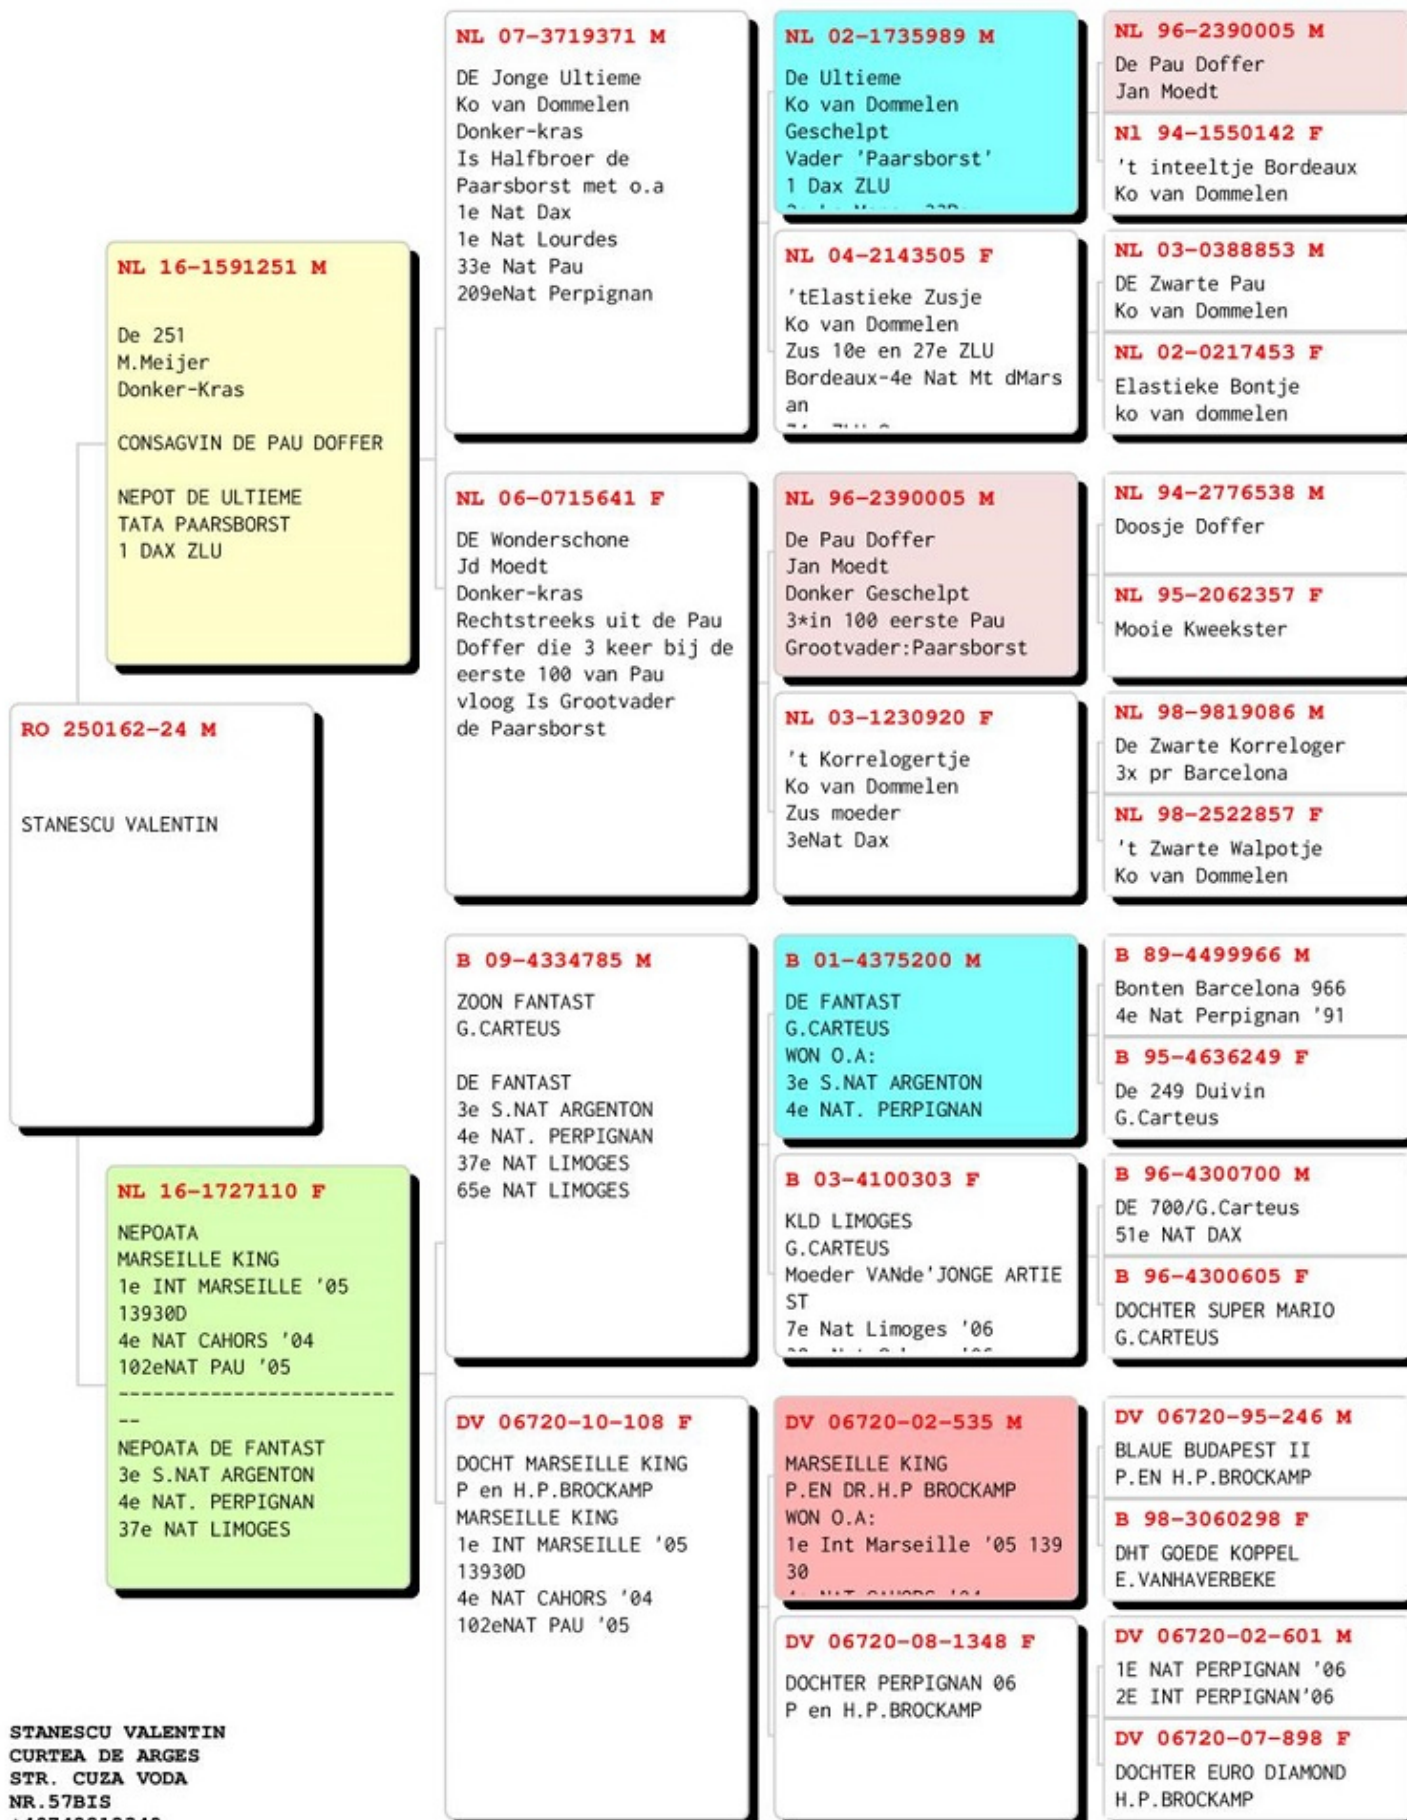 RO 250162-24 M
STANESCU VALENTIN
NL 16-1591251 M
De 251
M.Meijer
Donker-Kras
CONSAGVIN DE PAU DOFFER
NEPOT DE ULTIEME
TATA PAARSBORST
1 DAX ZLU
NL 16-1727110 F
NEPOATA
MARSEILLE KING
1e INT MARSEILLE '05
13930D
4e NAT CAHORS '04
102eNAT PAU '05
-------------------------
--
NEPOATA DE FANTAST
3e S.NAT ARGENTON
4e NAT. PERPIGNAN
37e NAT LIMOGES
NL 07-3719371 M
DE Jonge Ultieme
Ko van Dommelen
Donker-kras
Is Halfbroer de
Paarsborst met o.a
1e Nat Dax
1e Nat Lourdes
33e Nat Pau
209eNat Perpignan
NL 06-0715641 F
DE Wonderschone
Jd Moedt
Donker-kras
Rechtstreeks uit de Pau
Doffer die 3 keer bij de
eerste 100 van Pau
vloog Is Grootvader
de Paarsborst
B 09-4334785 M
ZOON FANTAST
G.CARTEUS
DE FANTAST
3e S.NAT ARGENTON
4e NAT. PERPIGNAN
37e NAT LIMOGES
65e NAT LIMOGES
DV 06720-10-108 F
DOCHT MARSEILLE KING
P en H.P.BROCKAMP
MARSEILLE KING
1e INT MARSEILLE '05
13930D
4e NAT CAHORS '04
102eNAT PAU '05
NL 02-1735989 M
De Ultieme
Ko van Dommelen
Geschelpt
Vader 'Paarsborst'
1 Dax ZLU
NL 04-2143505 F
'tElastieke Zusje
Ko van Dommelen
Zus 10e en 27e ZLU
Bordeaux-4e Nat Mt dMars
an
NL 96-2390005 M
De Pau Doffer
Jan Moedt
Donker Geschelpt
3*in 100 eerste Pau
Grootvader:Paarsborst
NL 03-1230920 F
't Korrelogertje
Ko van Dommelen
Zus moeder
3eNat Dax
B 01-4375200 M
DE FANTAST
G.CARTEUS
WON O.A:
3e S.NAT ARGENTON
4e NAT. PERPIGNAN
B 03-4100303 F
KLD LIMOGES
G.CARTEUS
Moeder VANde'JONGE ARTIE
ST
7e Nat Limoges '06
DV 06720-02-535 M
MARSEILLE KING
P.EN DR.H.P BROCKAMP
WON O.A:
1e Int Marseille '05 139
30
DV 06720-08-1348 F
DOCHTER PERPIGNAN 06
P en H.P.BROCKAMP
NL 96-2390005 M
De Pau Doffer
Jan Moedt
Nl 94-1550142 F
't inteeltje Bordeaux
Ko van Dommelen
NL 03-0388853 M
DE Zwarte Pau
Ko van Dommelen
NL 02-0217453 F
Elastieke Bontje
ko van dommelen
NL 94-2776538 M
Doosje Doffer
NL 95-2062357 F
Mooie Kweekster
NL 98-9819086 M
De Zwarte Korreloger
3x pr Barcelona
NL 98-2522857 F
't Zwarte Walpotje
Ko van Dommelen
B 89-4499966 M
Bonten Barcelona 966
4e Nat Perpignan '91
B 95-4636249 F
De 249 Duivin
G.Carteus
B 96-4300700 M
DE 700/G.Carteus
51e NAT DAX
B 96-4300605 F
DOCHTER SUPER MARIO
G.CARTEUS
DV 06720-95-246 M
BLAUE BUDAPEST II
P.EN H.P.BROCKAMP
B 98-3060298 F
DHT GOEDE KOPPEL
E.VANHAVERBEKE
DV 06720-02-601 M
1E NAT PERPIGNAN '06
2E INT PERPIGNAN'06
DV 06720-07-898 F
DOCHTER EURO DIAMOND
H.P.BROCKAMP
STANESCU VALENTIN
CURTEA DE ARGES
STR. CUZA VODA
NR.57BIS